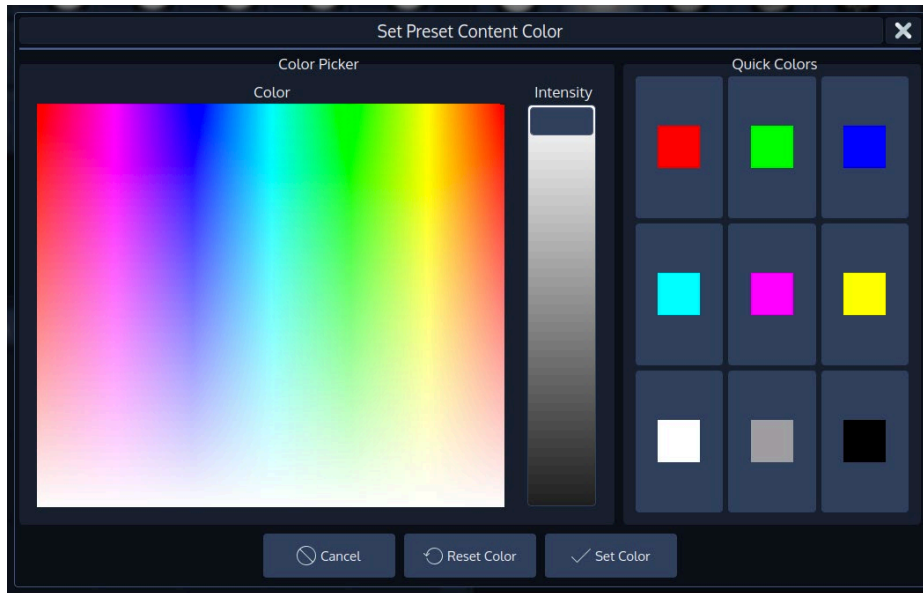 Set Preset Content Color
Color Picker
Color
Intensity
Quick Colors
Cancel
Reset Color
Set Color